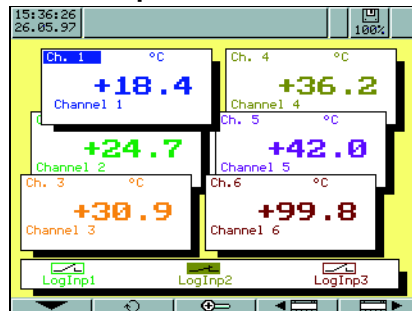 15:36:26
26.05.97
100%
Ch. 1 °C
+18.4
Channel 1
Ch. 4 °C
+36.2
Channel 4
+24.7
Channel 2
Ch. 5 °C
+42.0
Channel 5
Ch. 3 °C
+30.9
Channel 3
Ch.6 °C
+99.8
Channel 6
LogInp1 LogInp2 LogInp3